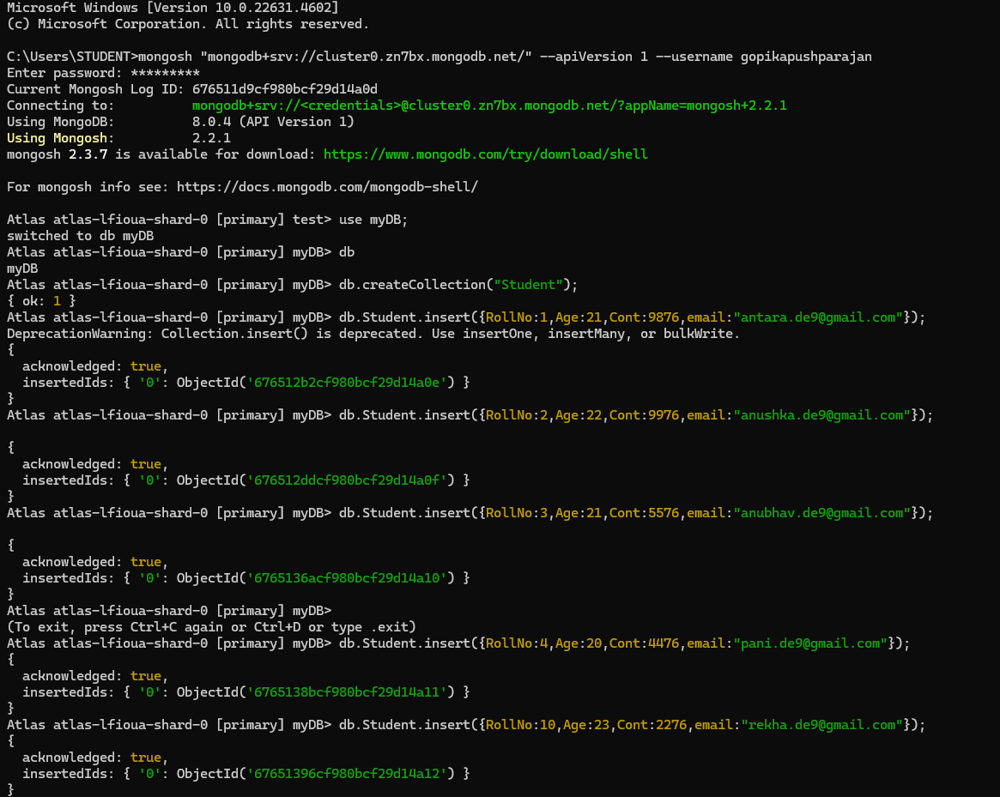 Microsoft Windows [Version 10.0.22631.4602]
(c) Microsoft Corporation. All rights reserved.
C:\Users\STUDENT>mongosh "mongodb+srv://cluster0.zn7bx.mongodb.net/" --apiVersion 1 --username gopikapushparajan
Enter password: *********
Current Mongosh Log ID: 676511d9cf980bcf29d14a0d
Connecting to:          mongodb+srv://<credentials>@cluster0.zn7bx.mongodb.net/?appName=mongosh+2.2.1
Using MongoDB:          8.0.4 (API Version 1)
Using Mongosh:          2.2.1
mongosh 2.3.7 is available for download: https://www.mongodb.com/try/download/shell
For mongosh info see: https://docs.mongodb.com/mongodb-shell/
Atlas atlas-lfioua-shard-0 [primary] test> use myDB;
switched to db myDB
Atlas atlas-lfioua-shard-0 [primary] myDB> db
myDB
Atlas atlas-lfioua-shard-0 [primary] myDB> db.createCollection("Student");
{ ok: 1 }
Atlas atlas-lfioua-shard-0 [primary] myDB> db.insert({RollNo:1,Age:21,Cont:9876,email:"antara.de9@gmail.com"});
DeprecationWarning: Collection.insert() is deprecated. Use insertOne, insertMany, or bulkWrite.
{
  acknowledged: true,
  insertedIds: { '0': ObjectId('676512b2cf980bcf29d14a0e') }
}
Atlas atlas-lfioua-shard-0 [primary] myDB> db.Student.insert({RollNo:2,Age:22,Cont:9976,email:"anushka.de9@gmail.com"});
{
  acknowledged: true,
  insertedIds: { '0': ObjectId('676512ddcf980bcf29d14a0f') }
}
Atlas atlas-lfioua-shard-0 [primary] myDB> db.Student.insert({RollNo:3,Age:21,Cont:5576,email:"anubhav.de9@gmail.com"});
{
  acknowledged: true,
  insertedIds: { '0': ObjectId('6765136acf980bcf29d14a10') }
}
Atlas atlas-lfioua-shard-0 [primary] myDB>
(To exit, press Ctrl+C again or Ctrl+D or type .exit)
Atlas atlas-lfioua-shard-0 [primary] myDB> db.Student.insert({RollNo:4,Age:20,Cont:4476,email:"pani.de9@gmail.com"});
{
  acknowledged: true,
  insertedIds: { '0': ObjectId('6765138bcf980bcf29d14a11') }
}
Atlas atlas-lfioua-shard-0 [primary] myDB> db.Student.insert({RollNo:10,Age:23,Cont:2276,email:"rekha.de9@gmail.com"});
{
  acknowledged: true,
  insertedIds: { '0': ObjectId('67651396cf980bcf29d14a12') }
}